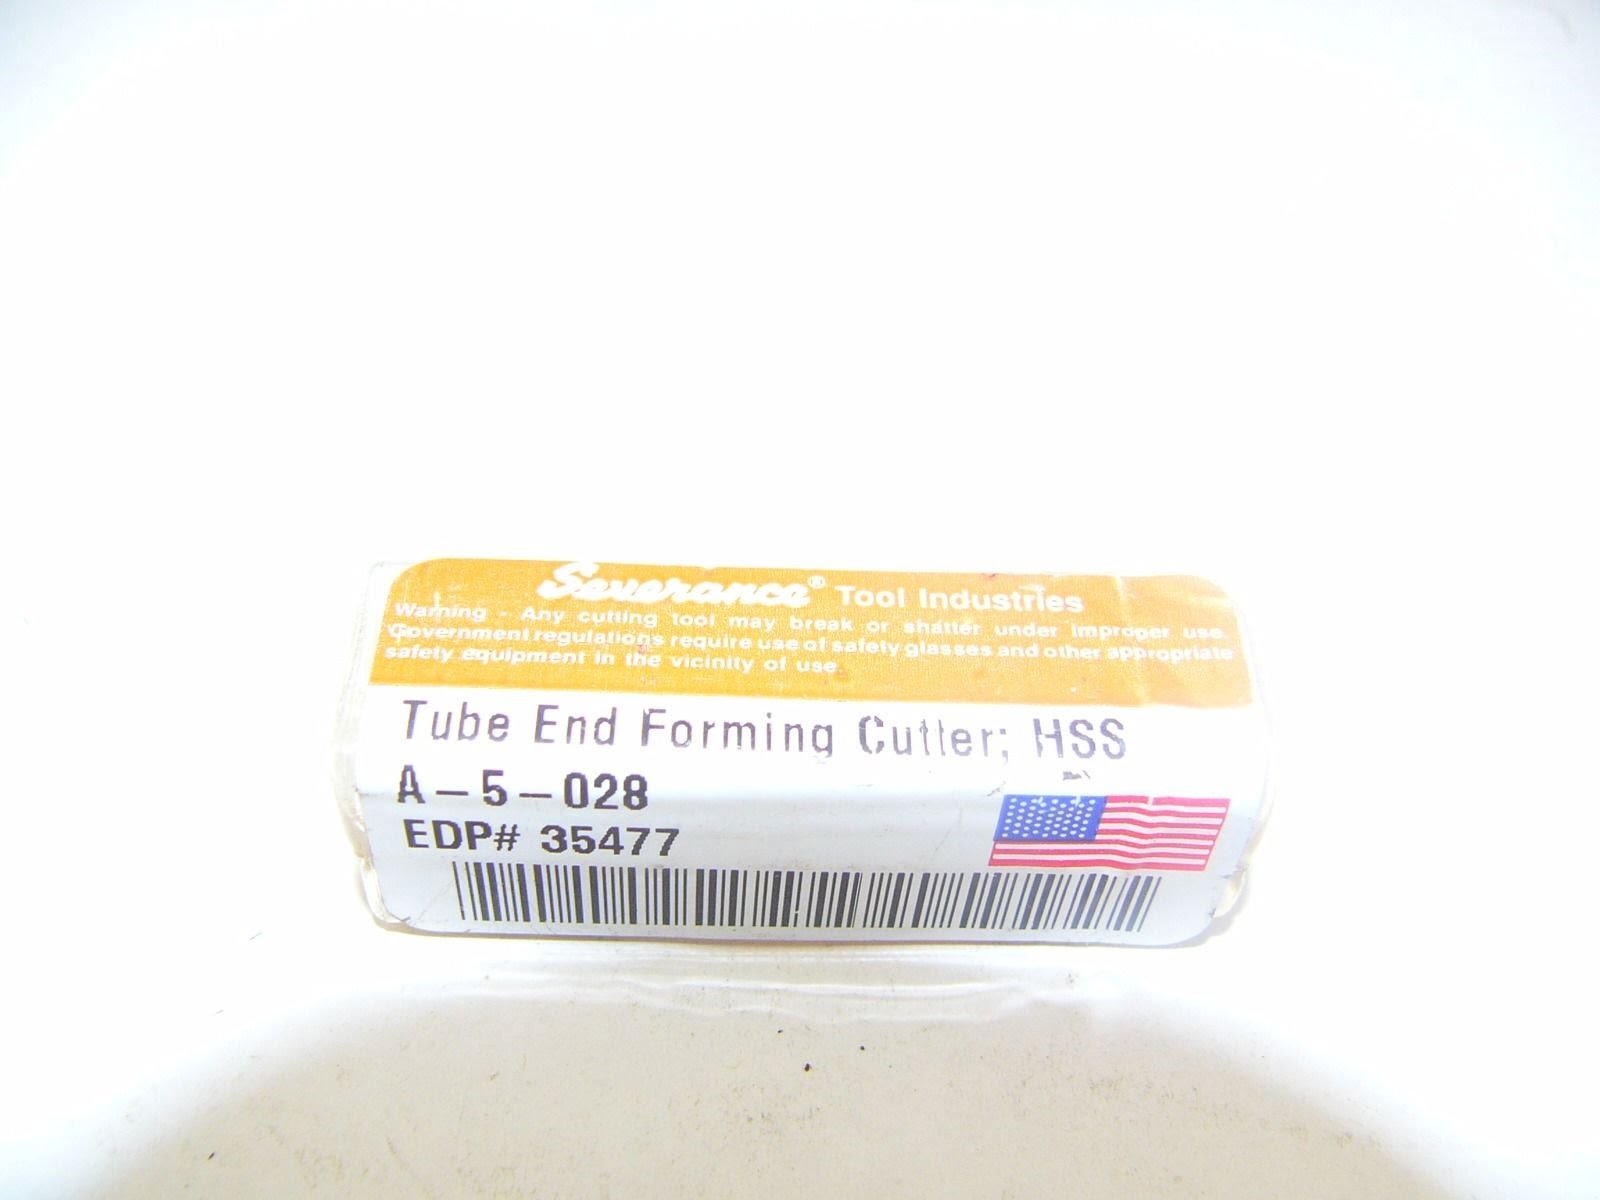 Severance® Tool Industries
Warning - Any cutting tool may break or shatter under improper use.
Government regulations require use of safety glasses and other appropriate
safety equipment in the vicinity of use.
Tube End Forming Cutter; HSS
A-5-028
EDP# 35477